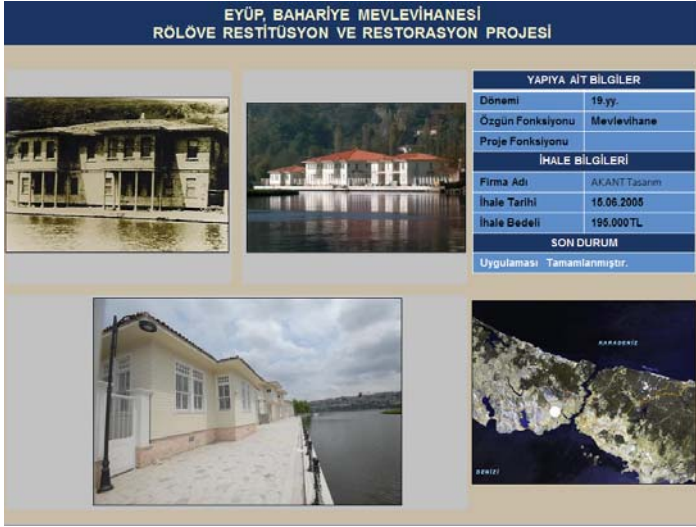 EYÜP, BAHARİYE MEVLEVİHANESİ
RÖLÖVE RESTİTÜSYON VE RESTORASYON PROJESİ
YAPIYA AİT BİLGİLER
Dönemi 19.yy.
Özgün Fonksiyonu Mevlevihane
Proje Fonksiyonu
İHALE BİLGİLERİ
Firma Adı AKANT Tasarım
İhale Tarihi 15.06.2005
İhale Bedeli 195.000TL
SON DURUM
Uygulaması Tamamlanmıştır.
KARADENİZ
DENİZİ